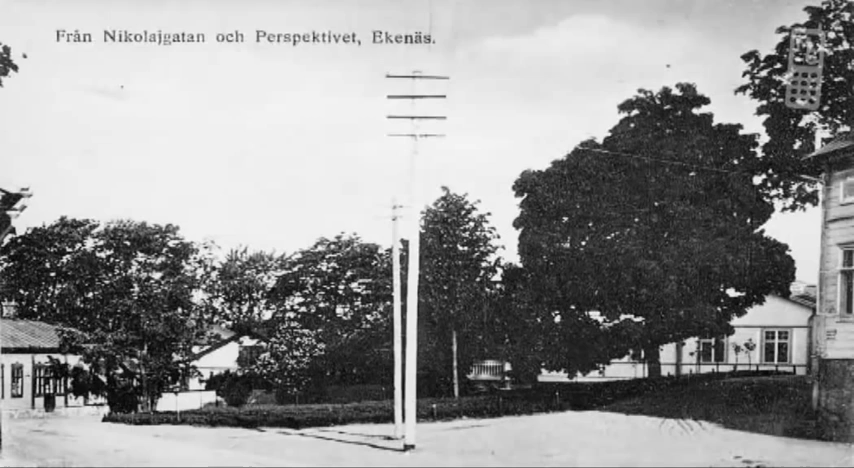 Från Nikolajgatan och Perspektivet, Ekenäs.